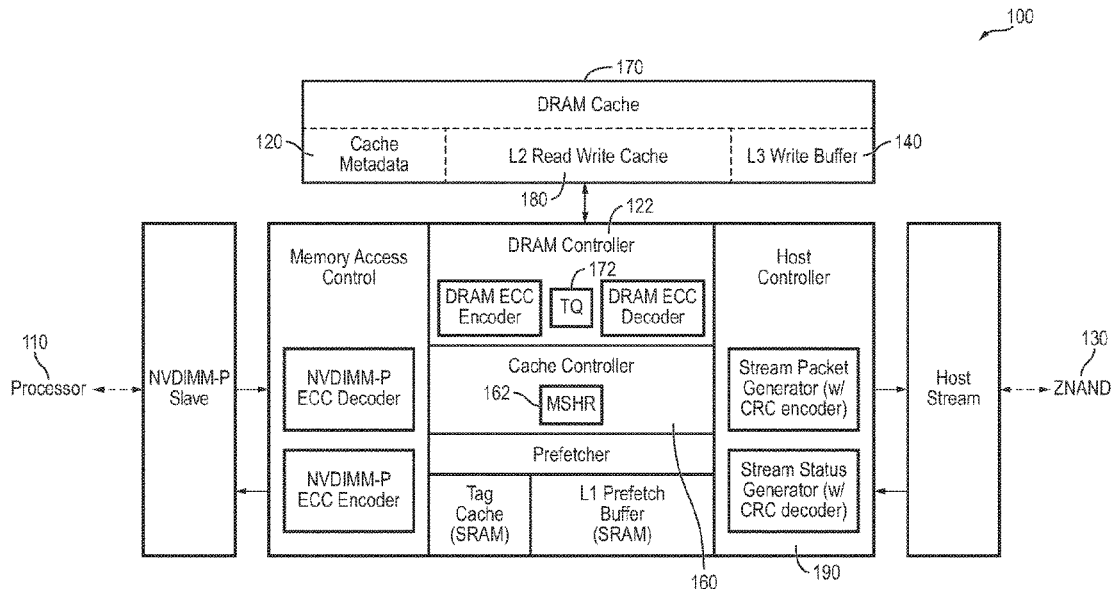 100
170
DRAM Cache
120
Cache
Metadata
L2 Read Write Cache
L3 Write Buffer
140
180
122
DRAM Controller
Memory Access
Control
172
Host
Controller
DRAM ECC
Encoder
TQ
DRAM ECC
Decoder
110
Processor
NVDIMM-P
Slave
NVDIMM-P
ECC Decoder
Cache Controller
162
MSHR
Stream Packet
Generator (w/
CRC encoder)
Host
Stream
130
ZNAND
Prefetcher
NVDIMM-P
ECC Encoder
Tag
Cache
(SRAM)
L1 Prefetch
Buffer
(SRAM)
Stream Status
Generator (w/
CRC decoder)
160
190